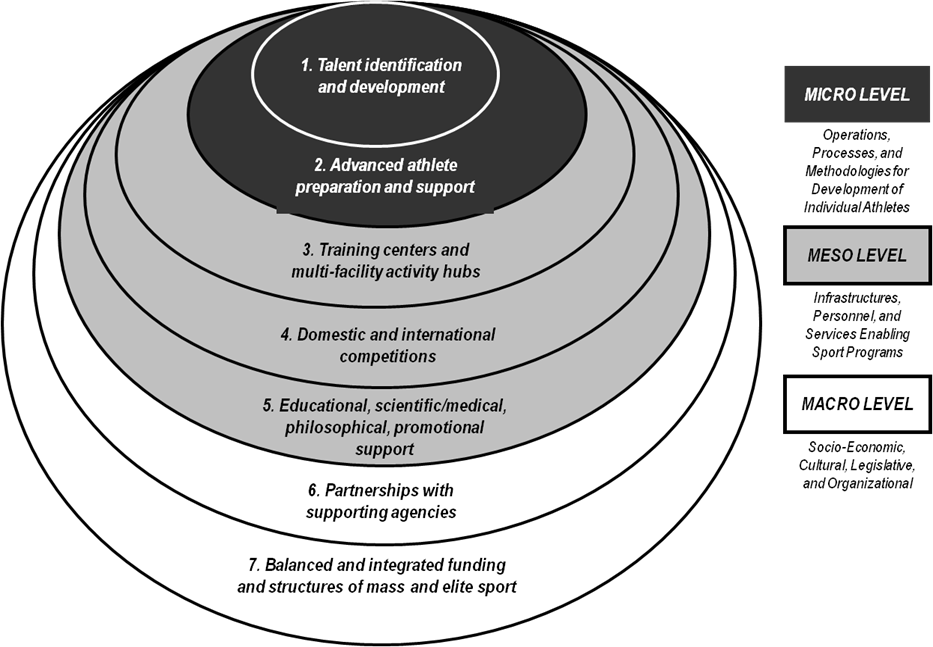 1. Talent identification
and development
2. Advanced athlete
preparation and support
3. Training centers and
multi-facility activity hubs
4. Domestic and international
competitions
5. Educational, scientific/medical,
philosophical, promotional
support
6. Partnerships with
supporting agencies
7. Balanced and integrated funding
and structures of mass and elite sport
MICRO LEVEL
Operations,
Processes, and
Methodologies for
Development of
Individual Athletes
MESO LEVEL
Infrastructures,
Personnel, and
Services Enabling
Sport Programs
MACRO LEVEL
Socio-Economic,
Cultural, Legislative,
and Organizational